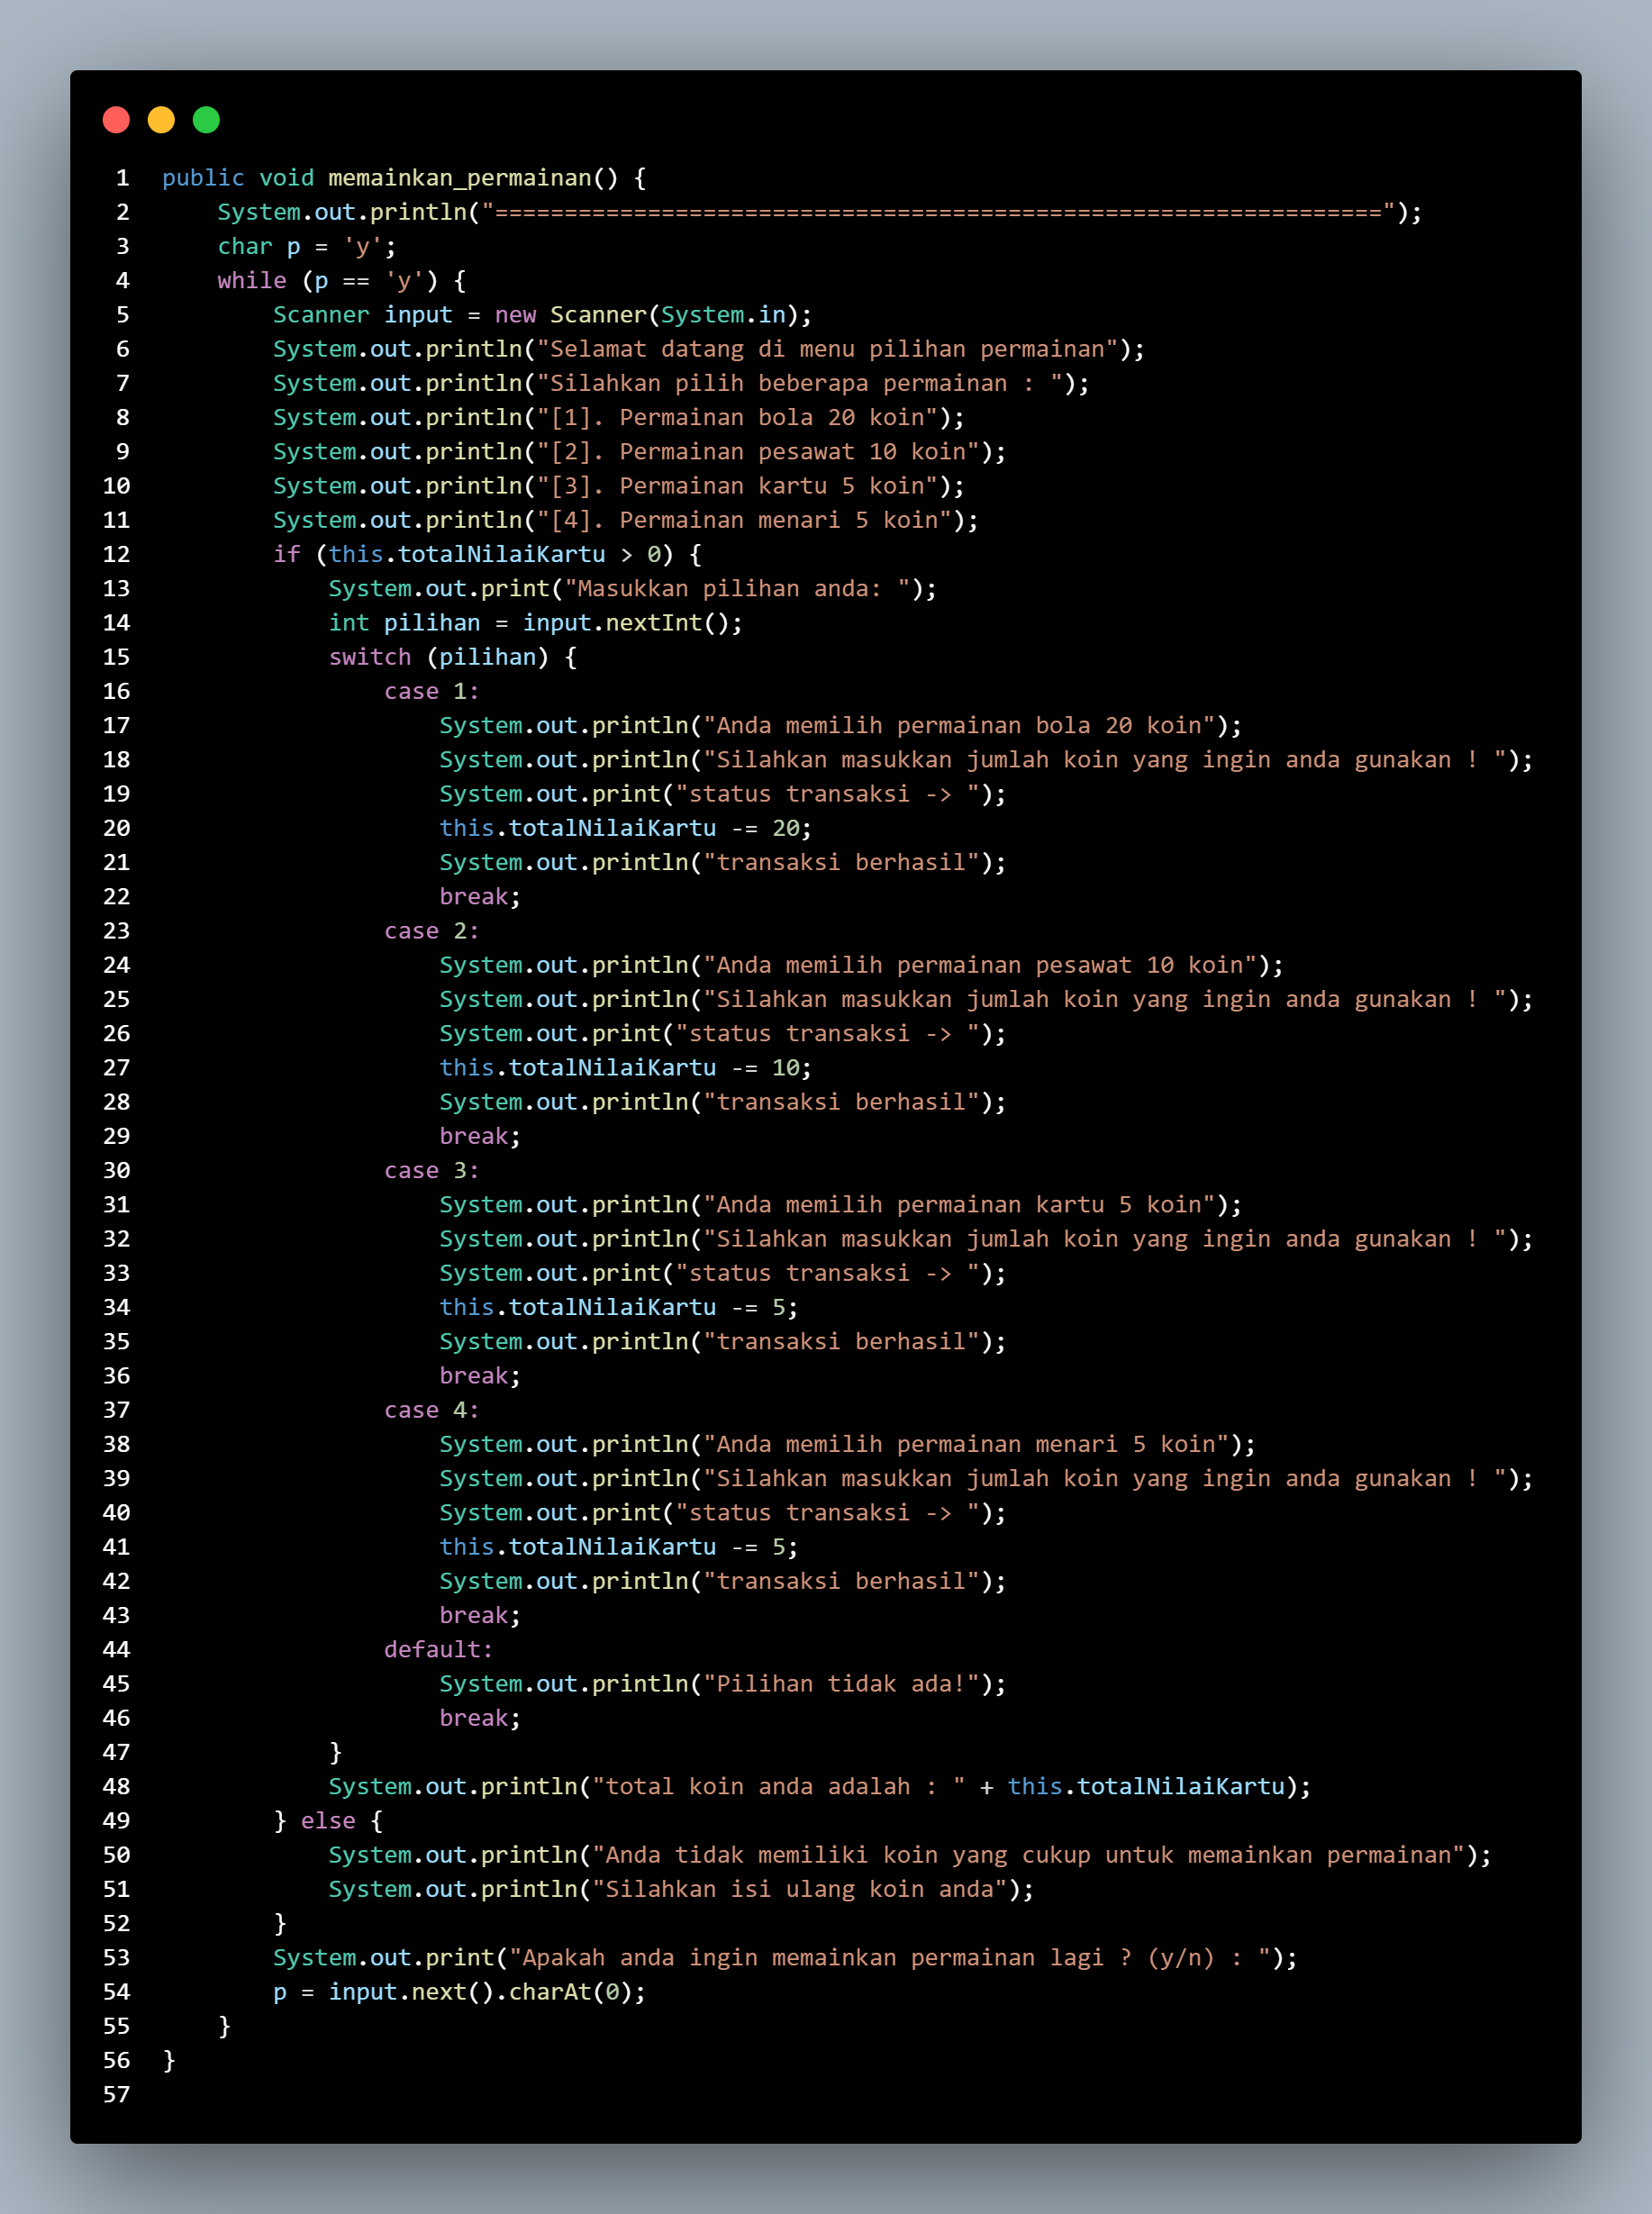 1 public void memainkan_permainan() {
2     System.out.println("================================================================");
3     char p = 'y';
4     while (p == 'y') {
5         Scanner input = new Scanner(System.in);
6         System.out.println("Selamat datang di menu pilihan permainan");
7         System.out.println("Silahkan pilih beberapa permainan : ");
8         System.out.println("[1]. Permainan bola 20 koin");
9         System.out.println("[2]. Permainan pesawat 10 koin");
10         System.out.println("[3]. Permainan kartu 5 koin");
11         System.out.println("[4]. Permainan menari 5 koin");
12         if (this.totalNilaiKartu > 0) {
13             System.out.print("Masukkan pilihan anda: ");
14             int pilihan = input.nextInt();
15             switch (pilihan) {
16                 case 1:
17                     System.out.println("Anda memilih permainan bola 20 koin");
18                     System.out.println("Silahkan masukkan jumlah koin yang ingin anda gunakan ! ");
19                     System.out.print("status transaksi -> ");
20                     this.totalNilaiKartu -= 20;
21                     System.out.println("transaksi berhasil");
22                     break;
23                 case 2:
24                     System.out.println("Anda memilih permainan pesawat 10 koin");
25                     System.out.println("Silahkan masukkan jumlah koin yang ingin anda gunakan ! ");
26                     System.out.print("status transaksi -> ");
27                     this.totalNilaiKartu -= 10;
28                     System.out.println("transaksi berhasil");
29                     break;
30                 case 3:
31                     System.out.println("Anda memilih permainan kartu 5 koin");
32                     System.out.println("Silahkan masukkan jumlah koin yang ingin anda gunakan ! ");
33                     System.out.print("status transaksi -> ");
34                     this.totalNilaiKartu -= 5;
35                     System.out.println("transaksi berhasil");
36                     break;
37                 case 4:
38                     System.out.println("Anda memilih permainan menari 5 koin");
39                     System.out.println("Silahkan masukkan jumlah koin yang ingin anda gunakan ! ");
40                     System.out.print("status transaksi -> ");
41                     this.totalNilaiKartu -= 5;
42                     System.out.println("transaksi berhasil");
43                     break;
44                 default:
45                     System.out.println("Pilihan tidak ada!");
46                     break;
47             }
48             System.out.println("total koin anda adalah : " + this.totalNilaiKartu);
49         } else {
50             System.out.println("Anda tidak memiliki koin yang cukup untuk memainkan permainan");
51             System.out.println("Silahkan isi ulang koin anda");
52         }
53         System.out.print("Apakah anda ingin memainkan permainan lagi ? (y/n) : ");
54         p = input.next().charAt(0);
55     }
56 }
57